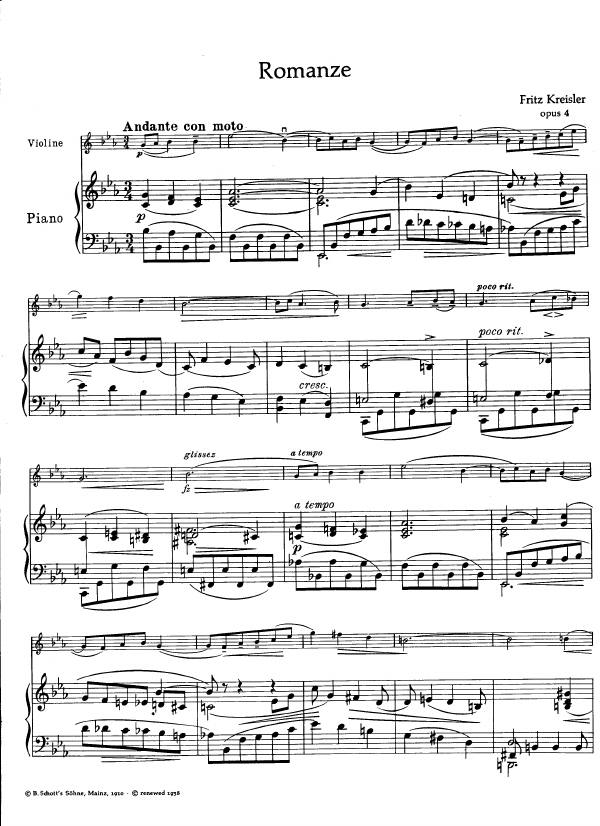 Romanze
Fritz Kreisler
opus 4
Andante con moto
Violine
p
Piano
p
poco rit.
poco rit.
cresc.
glissez
a tempo
fz
a tempo
p
© B. Schott's Söhne, Mainz, 1910 · © renewed 1938